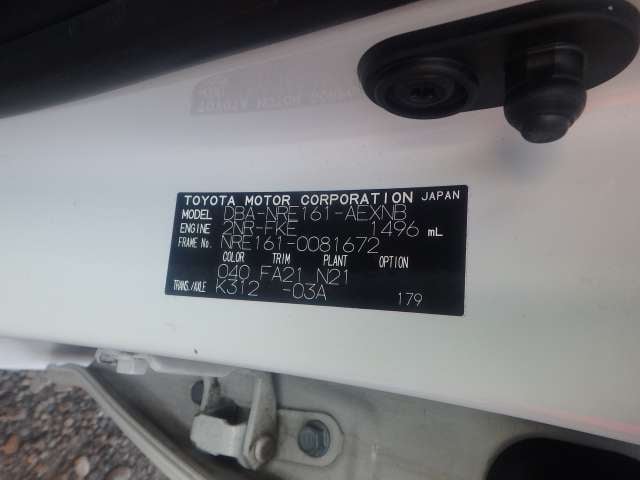 TOYOTA MOTOR CORPORATION JAPAN
MODEL DBA-NRE161-AEXNB
ENGINE 2NR-FKE 1496 mL
FRAME No. NRE161-0081672
COLOR TRIM PLANT OPTION
040 FA21 N21
TRANS./AXLE K312 -03A
179